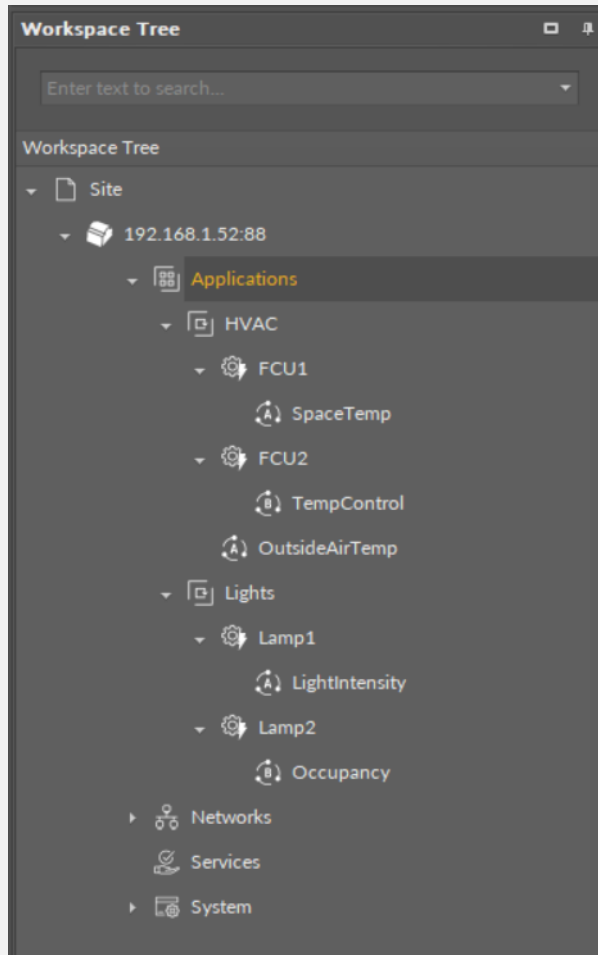 Workspace Tree
Enter text to search...
Workspace Tree
Site
192.168.1.52:88
Applications
HVAC
FCU1
A SpaceTemp
FCU2
B TempControl
A OutsideAirTemp
Lights
Lamp1
A LightIntensity
Lamp2
B Occupancy
Networks
Services
System